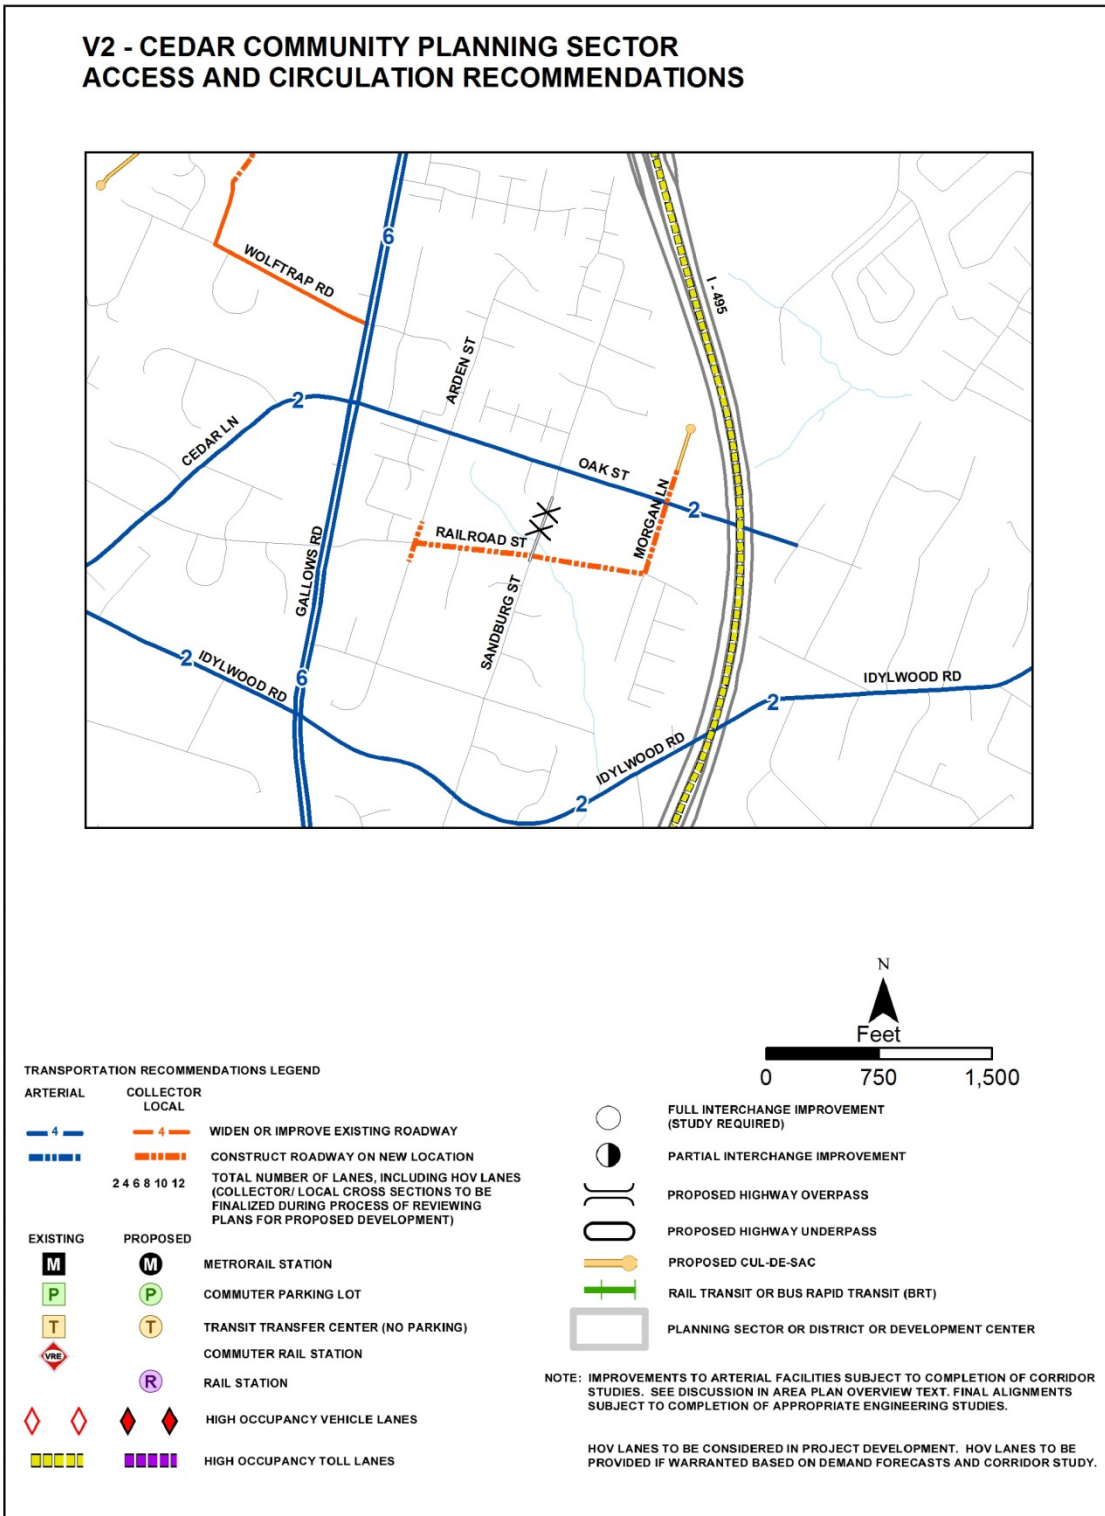 V2 - CEDAR COMMUNITY PLANNING SECTOR
ACCESS AND CIRCULATION RECOMMENDATIONS
6
I - 495
WOLFTRAP RD
ARDEN ST
2
CEDAR LN
OAK ST
2
MORGAN LN
RAILROAD ST
GALLOWS RD
SANDBURG ST
2
IDYLWOOD RD
6
IDYLWOOD RD
2
IDYLWOOD RD
2
N
Feet
0 750 1,500
TRANSPORTATION RECOMMENDATIONS LEGEND
ARTERIAL COLLECTOR
LOCAL
4 4 WIDEN OR IMPROVE EXISTING ROADWAY
CONSTRUCT ROADWAY ON NEW LOCATION
2 4 6 8 10 12 TOTAL NUMBER OF LANES, INCLUDING HOV LANES
(COLLECTOR/ LOCAL CROSS SECTIONS TO BE
FINALIZED DURING PROCESS OF REVIEWING
PLANS FOR PROPOSED DEVELOPMENT)
EXISTING PROPOSED
M M METRORAIL STATION
P P COMMUTER PARKING LOT
T T TRANSIT TRANSFER CENTER (NO PARKING)
VRE COMMUTER RAIL STATION
R RAIL STATION
HIGH OCCUPANCY VEHICLE LANES
HIGH OCCUPANCY TOLL LANES
FULL INTERCHANGE IMPROVEMENT
(STUDY REQUIRED)
PARTIAL INTERCHANGE IMPROVEMENT
PROPOSED HIGHWAY OVERPASS
PROPOSED HIGHWAY UNDERPASS
PROPOSED CUL-DE-SAC
RAIL TRANSIT OR BUS RAPID TRANSIT (BRT)
PLANNING SECTOR OR DISTRICT OR DEVELOPMENT CENTER
NOTE: IMPROVEMENTS TO ARTERIAL FACILITIES SUBJECT TO COMPLETION OF CORRIDOR
STUDIES. SEE DISCUSSION IN AREA PLAN OVERVIEW TEXT. FINAL ALIGNMENTS
SUBJECT TO COMPLETION OF APPROPRIATE ENGINEERING STUDIES.
HOV LANES TO BE CONSIDERED IN PROJECT DEVELOPMENT. HOV LANES TO BE
PROVIDED IF WARRANTED BASED ON DEMAND FORECASTS AND CORRIDOR STUDY.